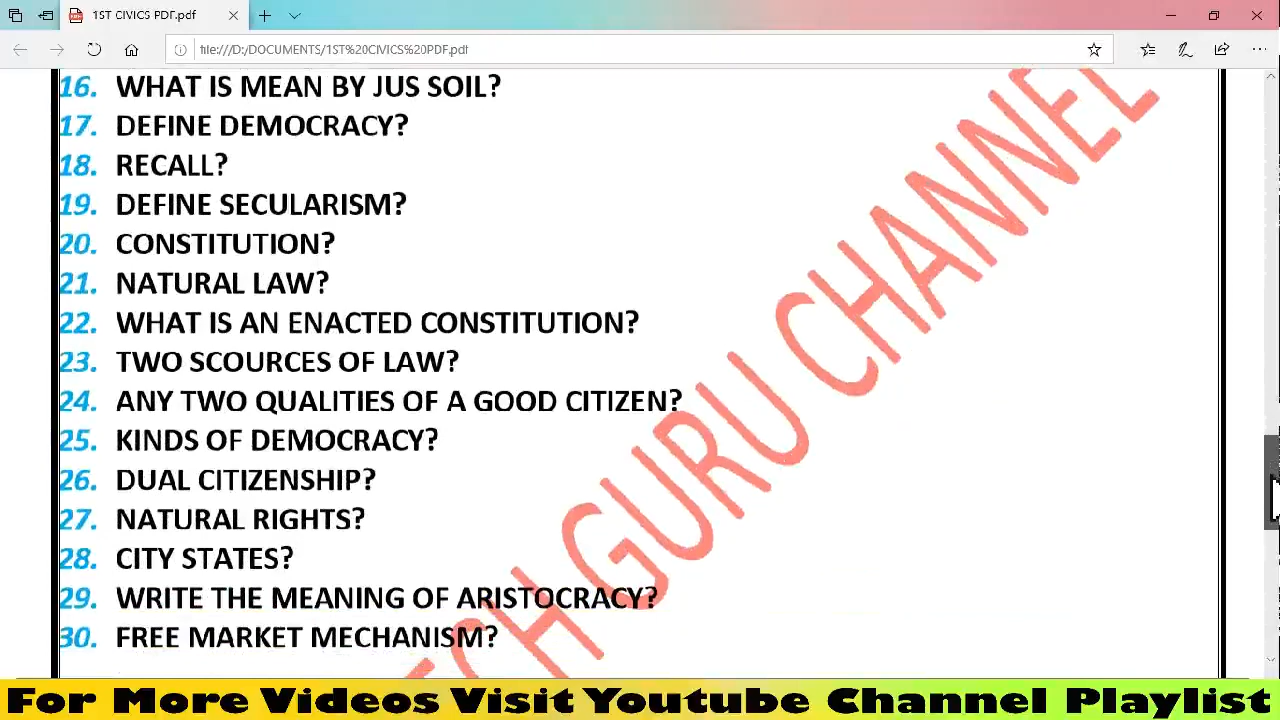 1ST CIVICS PDF.pdf
file:///D:/DOCUMENTS/1ST%20CIVICS%20PDF.pdf
16. WHAT IS MEAN BY JUS SOIL?
17. DEFINE DEMOCRACY?
18. RECALL?
19. DEFINE SECULARISM?
20. CONSTITUTION?
21. NATURAL LAW?
22. WHAT IS AN ENACTED CONSTITUTION?
23. TWO SCOURCES OF LAW?
24. ANY TWO QUALITIES OF A GOOD CITIZEN?
25. KINDS OF DEMOCRACY?
26. DUAL CITIZENSHIP?
27. NATURAL RIGHTS?
28. CITY STATES?
29. WRITE THE MEANING OF ARISTOCRACY?
30. FREE MARKET MECHANISM?
ECH GURU CHANNEL
For More Videos Visit Youtube Channel Playlist